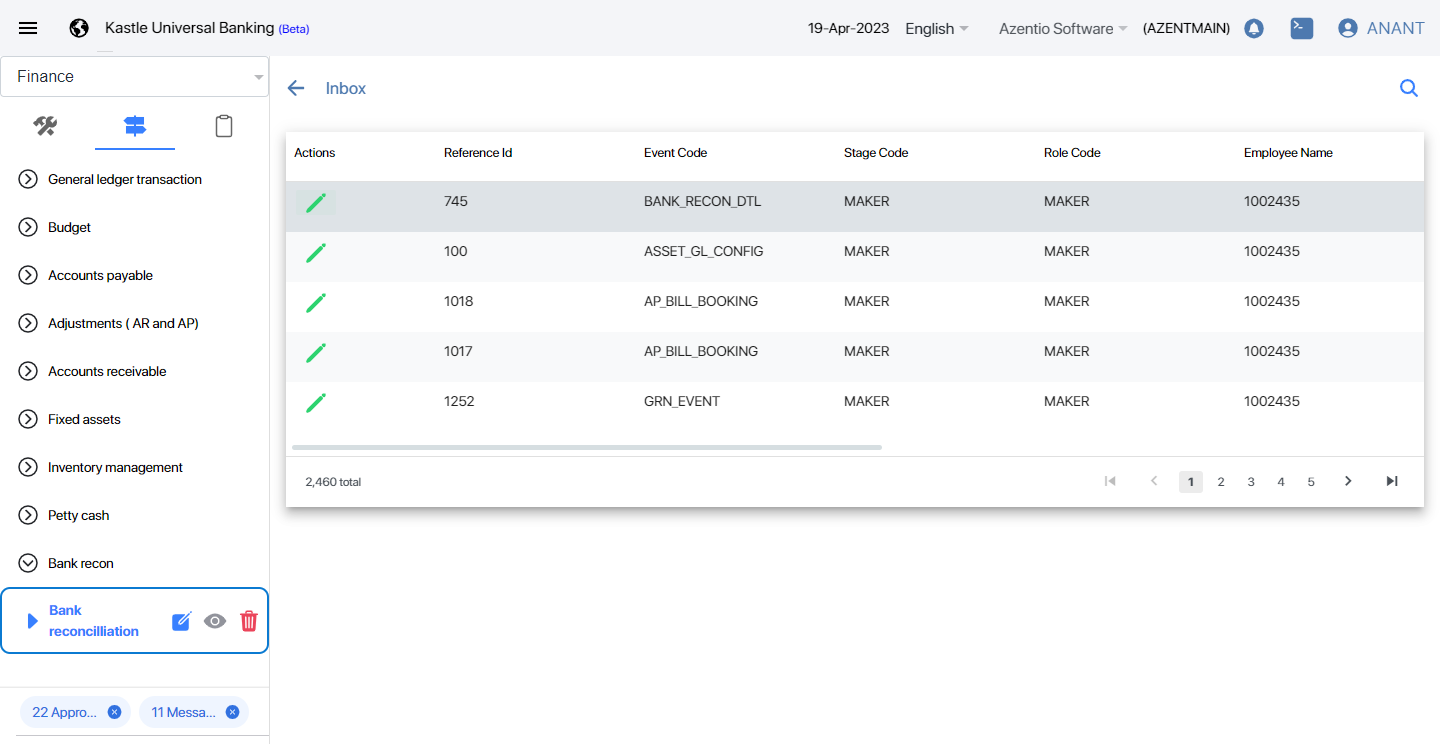 Kastle Universal Banking (Beta)
19-Apr-2023 English Azentio Software (AZENTMAIN) ANANT
Finance
General ledger transaction
Budget
Accounts payable
Adjustments ( AR and AP)
Accounts receivable
Fixed assets
Inventory management
Petty cash
Bank recon
Bank
reconcilliation
22 Appro... 11 Messa...
Inbox
Actions Reference Id Event Code Stage Code Role Code Employee Name
745 BANK_RECON_DTL MAKER MAKER 1002435
100 ASSET_GL_CONFIG MAKER MAKER 1002435
1018 AP_BILL_BOOKING MAKER MAKER 1002435
1017 AP_BILL_BOOKING MAKER MAKER 1002435
1252 GRN_EVENT MAKER MAKER 1002435
2,460 total 1 2 3 4 5